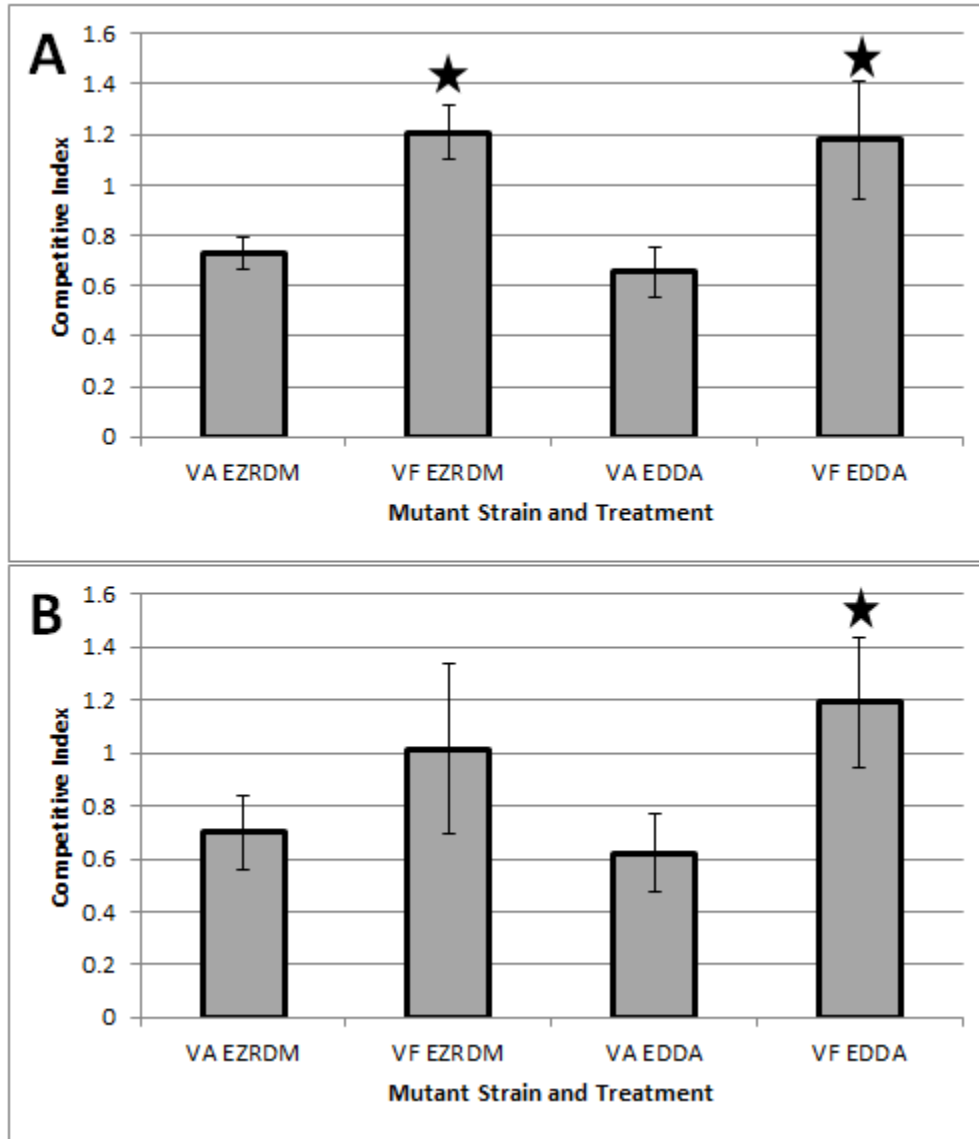 A
1.6
1.4
1.2
1
0.8
0.6
0.4
0.2
0
Competitive Index
VA EZRDM VF EZRDM VA EDDA VF EDDA
Mutant Strain and Treatment
B
1.6
1.4
1.2
1
0.8
0.6
0.4
0.2
0
Competitive Index
VA EZRDM VF EZRDM VA EDDA VF EDDA
Mutant Strain and Treatment